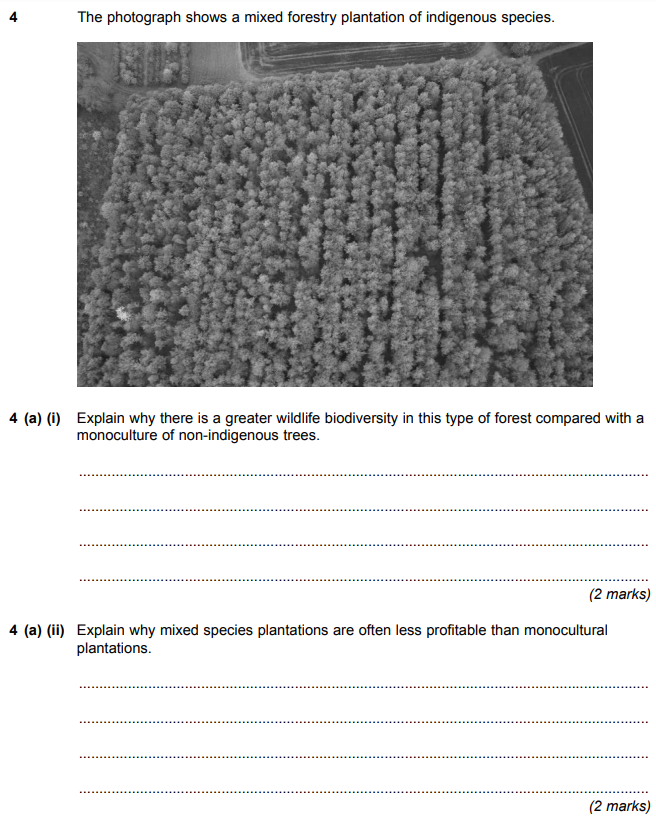 4 The photograph shows a mixed forestry plantation of indigenous species.
4 (a) (i) Explain why there is a greater wildlife biodiversity in this type of forest compared with a
monoculture of non-indigenous trees.
(2 marks)
4 (a) (ii) Explain why mixed species plantations are often less profitable than monocultural
plantations.
(2 marks)